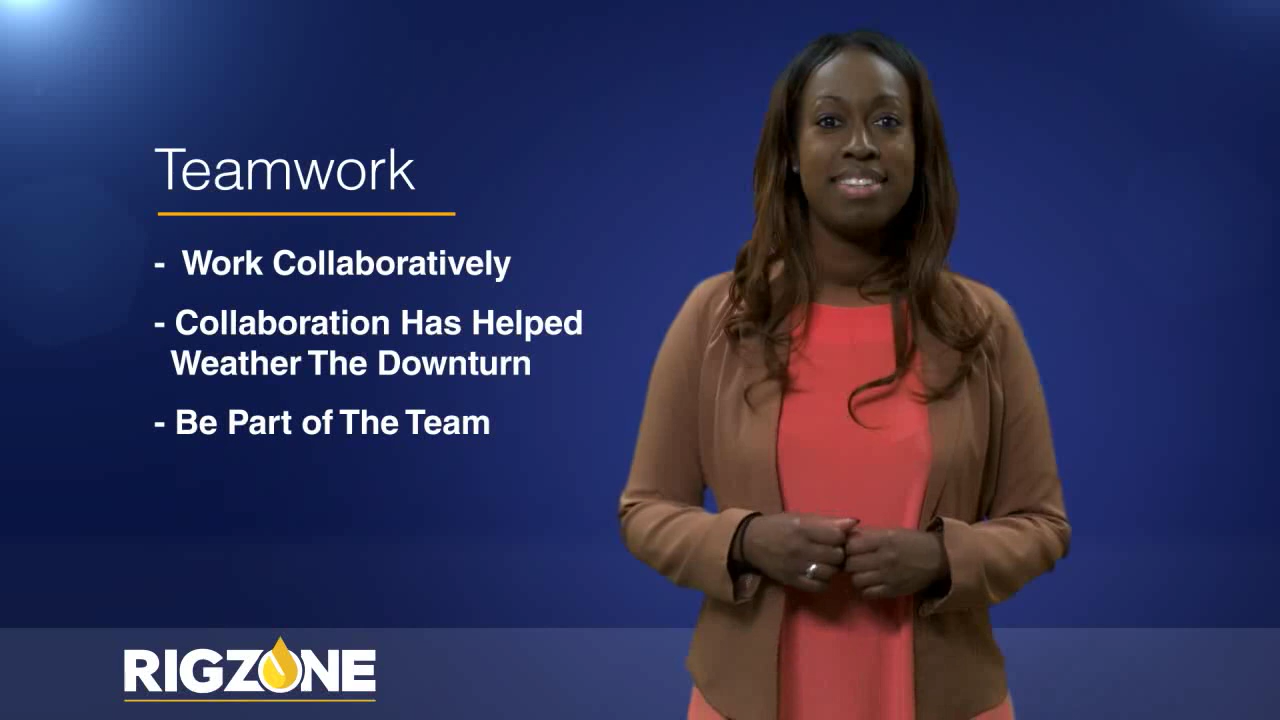 Teamwork
- Work Collaboratively
- Collaboration Has Helped
Weather The Downturn
- Be Part of The Team
RIGZONE